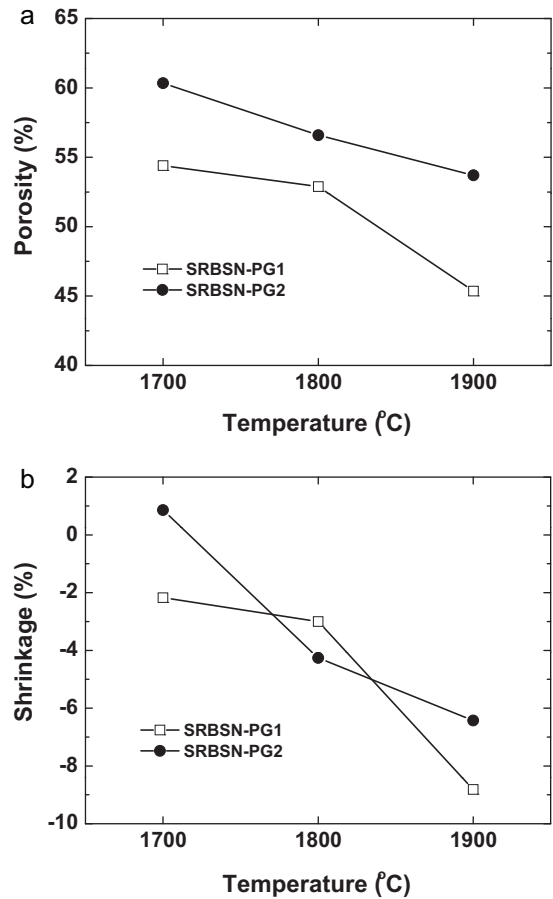 a
65
60
55
50
45
40
Porosity (%)
SRBSN-PG1
SRBSN-PG2
1700 1800 1900
Temperature (°C)
b
2
0
-2
-4
-6
-8
-10
Shrinkage (%)
SRBSN-PG1
SRBSN-PG2
1700 1800 1900
Temperature (°C)